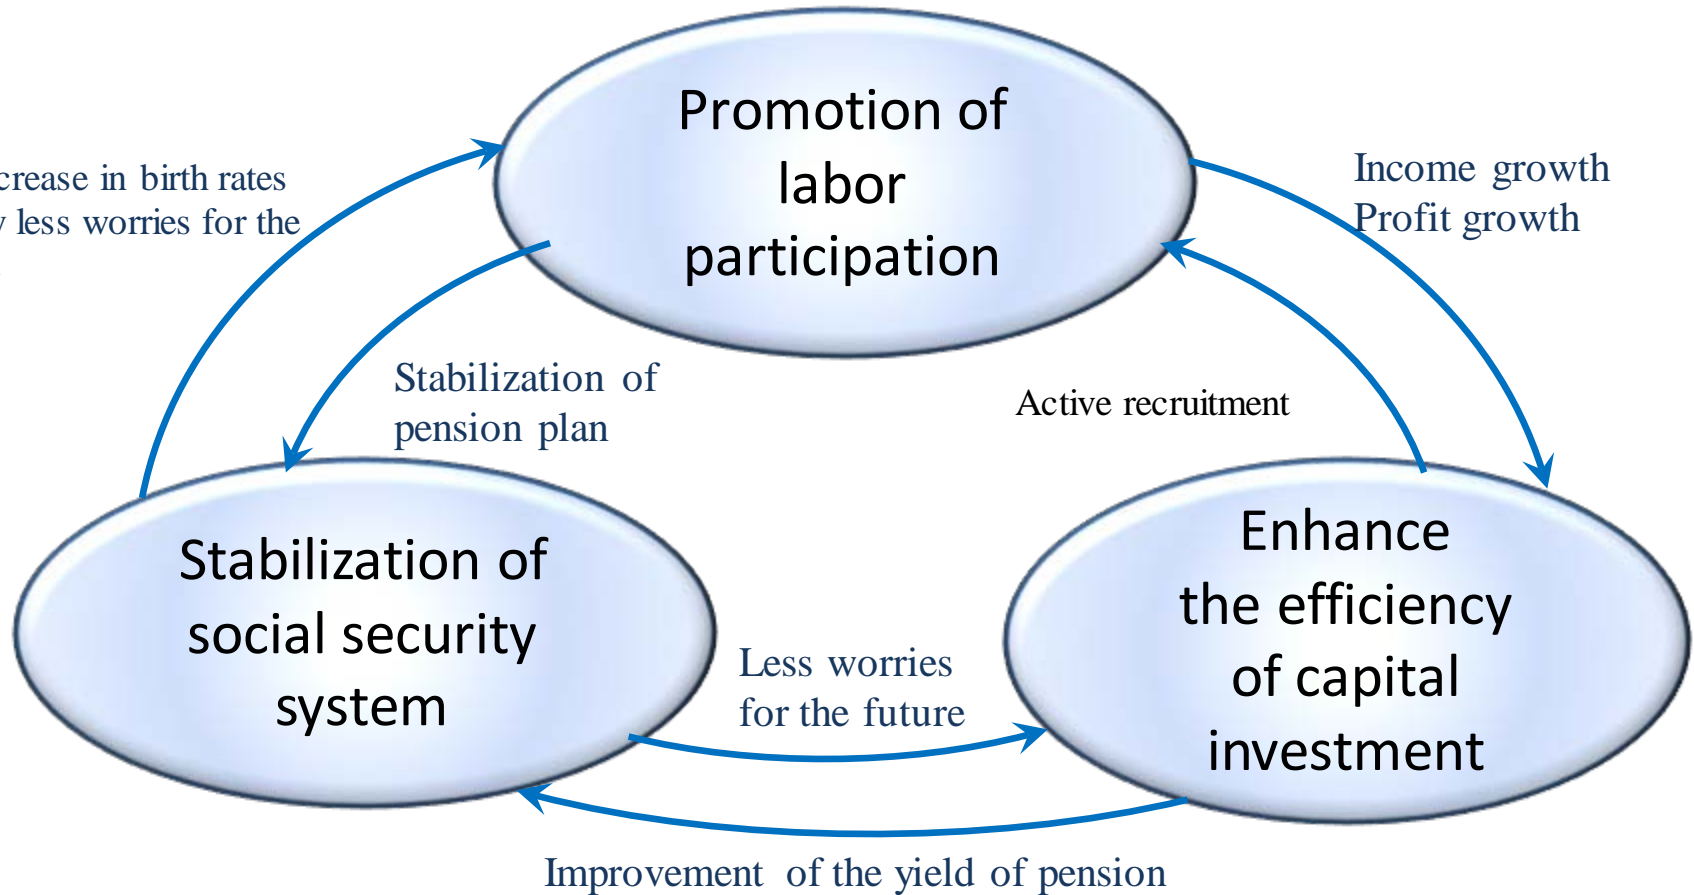 Promotion of
labor
participation
crease in birth rates
less worries for the
Income growth
Profit growth
Stabilization of
pension plan
Active recruitment
Stabilization of
social security
system
Less worries
for the future
Enhance
the efficiency
of capital
investment
Improvement of the yield of pension